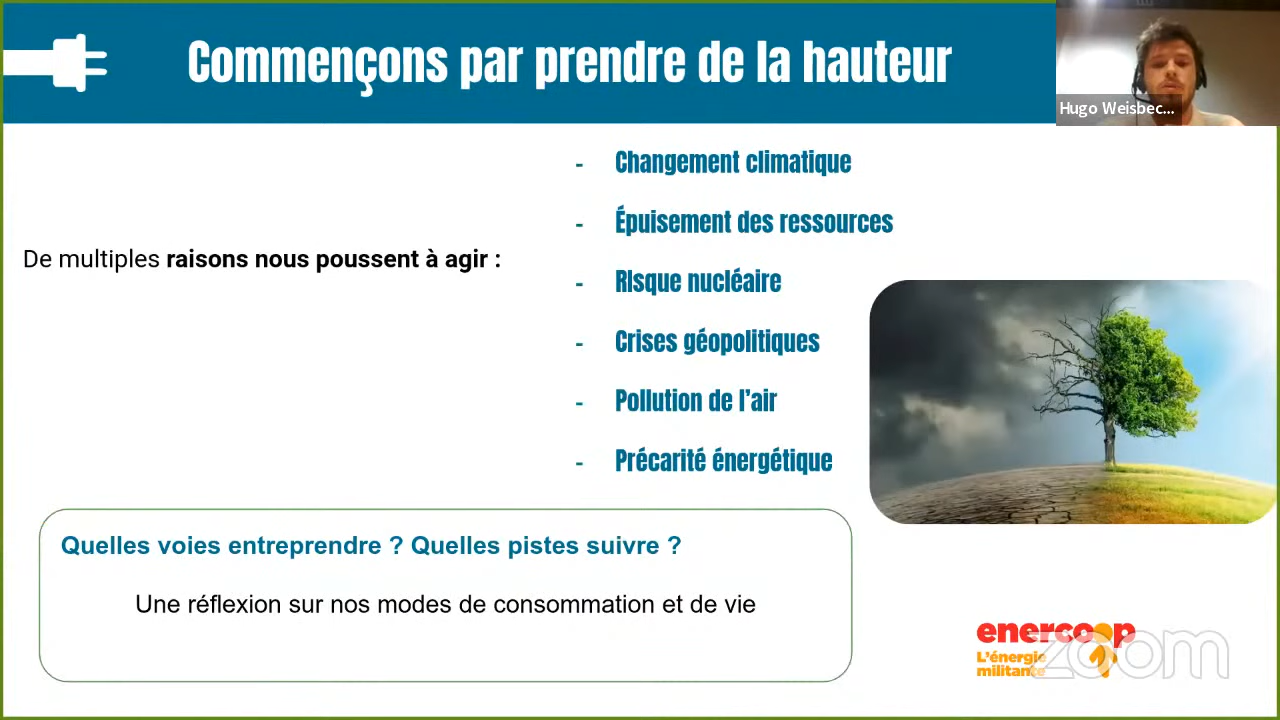 Commençons par prendre de la hauteur
Hugo Weisbec...
- Changement climatique
- Épuisement des ressources
De multiples raisons nous poussent à agir :
- RIsque nucléaire
- Crises géopolitiques
- Pollution de l'air
- Précarité énergétique
Quelles voies entreprendre ? Quelles pistes suivre ?
Une réflexion sur nos modes de consommation et de vie
enercoop
L'énergie
militante
zoom